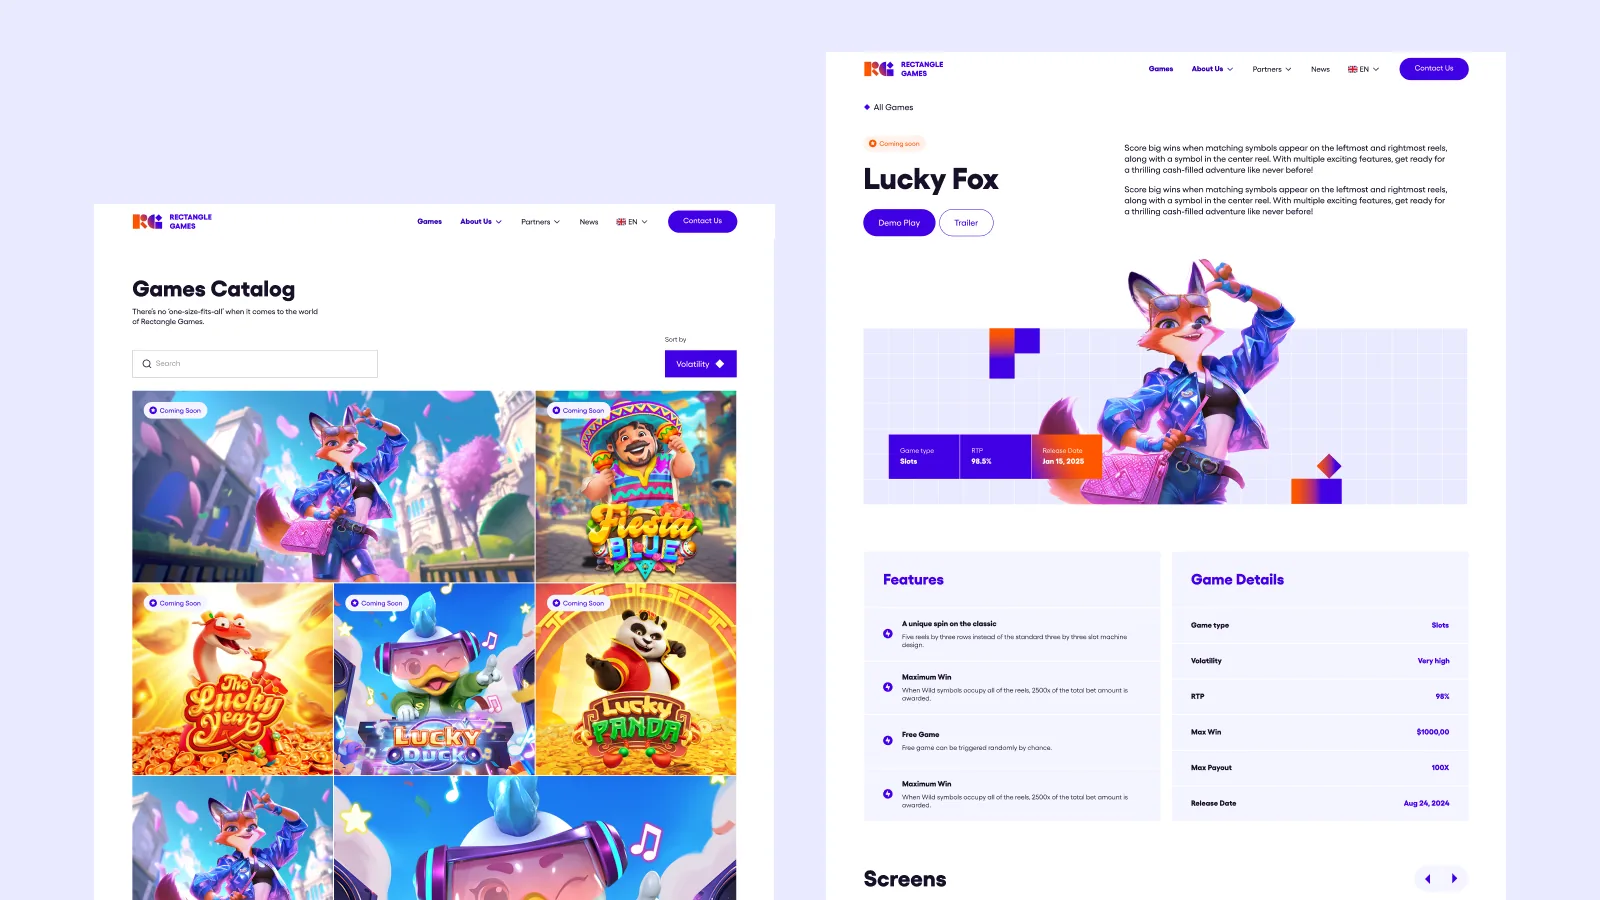 RECTANGLE
GAMES
Games
About Us
Partners
News
EN
Contact Us
Games Catalog
There's no 'one-size-fits-all' when it comes to the world
of Rectangle Games.
Search
Sort by
Volatility
Coming Soon
Coming Soon
Fiesta
BLUE
Coming Soon
The
Lucky
Year
Coming Soon
LUCKY
DUCK
Coming Soon
LUCKY
PANDA
RECTANGLE
GAMES
Games
About Us
Partners
News
EN
Contact Us
All Games
Coming soon
Lucky Fox
Demo Play
Trailer
Score big wins when matching symbols appear on the leftmost and rightmost reels,
along with a symbol in the center reel. With multiple exciting features, get ready for
a thrilling cash-filled adventure like never before!
Score big wins when matching symbols appear on the leftmost and rightmost reels,
along with a symbol in the center reel. With multiple exciting features, get ready for
a thrilling cash-filled adventure like never before!
Game type
Slots
RTP
98.5%
Release Date
Jan 15, 2025
Features
A unique spin on the classic
Five reels by three rows instead of the standard three by three slot machine
design.
Maximum Win
When Wild symbols occupy all of the reels, 2500x of the total bet amount is
awarded.
Free Game
Free game can be triggered randomly by chance.
Maximum Win
When Wild symbols occupy all of the reels, 2500x of the total bet amount is
awarded.
Game Details
Game type
Slots
Volatility
Very high
RTP
98%
Max Win
$1000,00
Max Payout
100X
Release Date
Aug 24, 2024
Screens